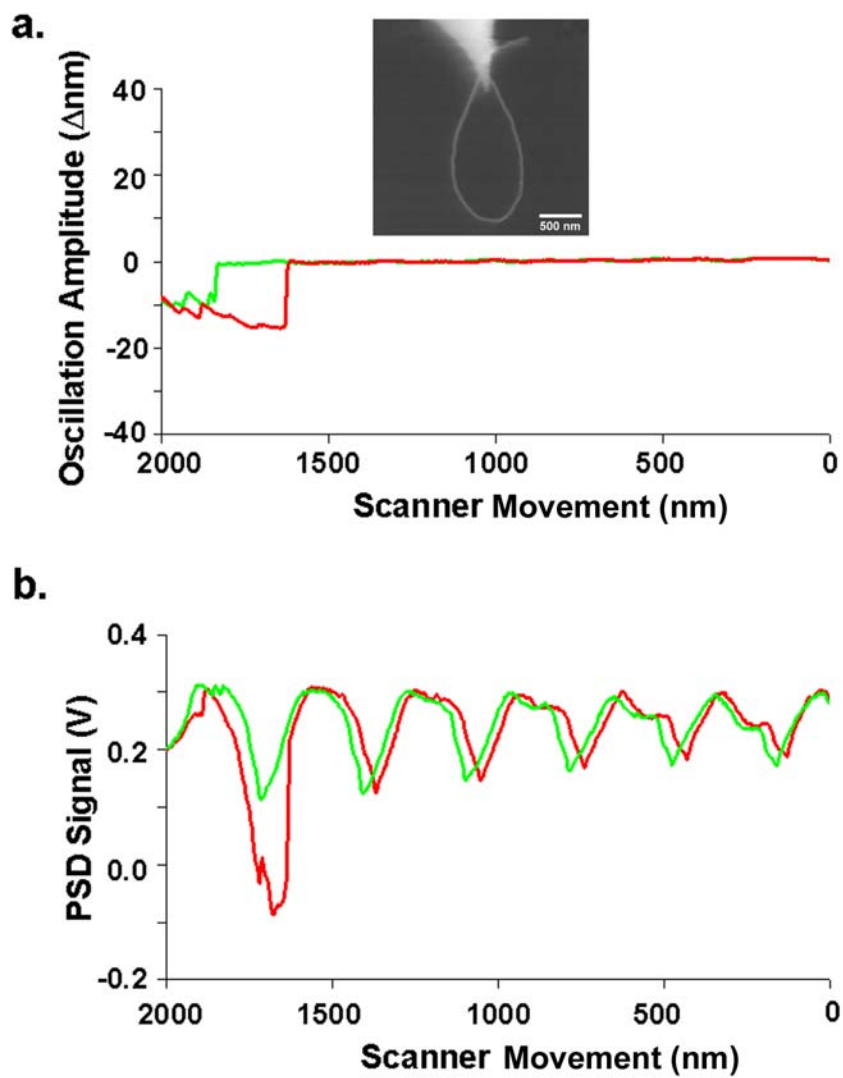 a.
500 nm
Oscillation Amplitude (Δnm)
40
20
0
-20
-40
2000 1500 1000 500 0
Scanner Movement (nm)
b.
PSD Signal (V)
0.4
0.2
0.0
-0.2
2000 1500 1000 500 0
Scanner Movement (nm)